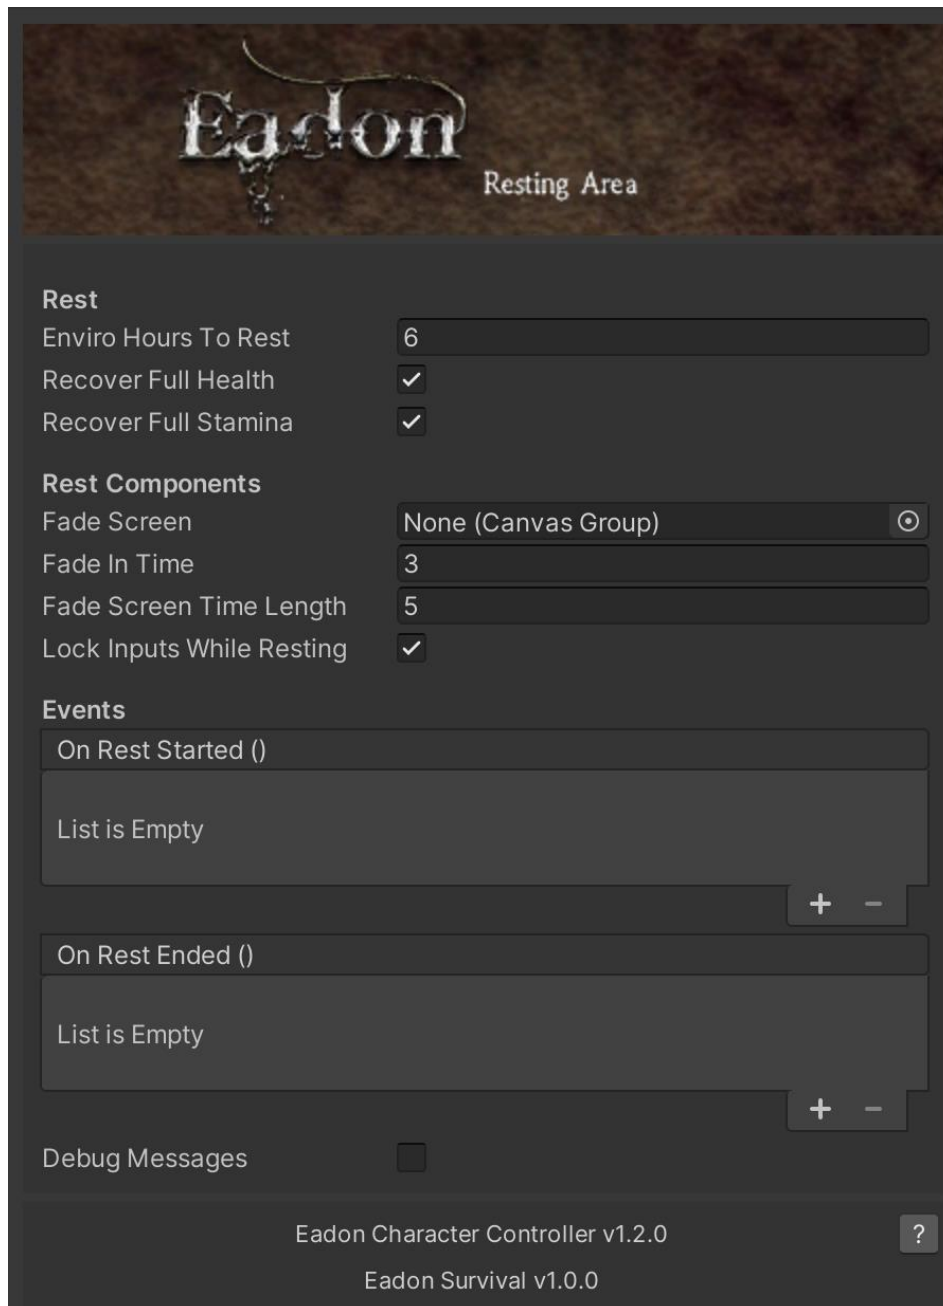 Eadon
Resting Area
Rest
Enviro Hours To Rest 6
Recover Full Health
Recover Full Stamina
Rest Components
Fade Screen None (Canvas Group)
Fade In Time 3
Fade Screen Time Length 5
Lock Inputs While Resting
Events
On Rest Started ()
List is Empty
+ −
On Rest Ended ()
List is Empty
+ −
Debug Messages
Eadon Character Controller v1.2.0 ?
Eadon Survival v1.0.0